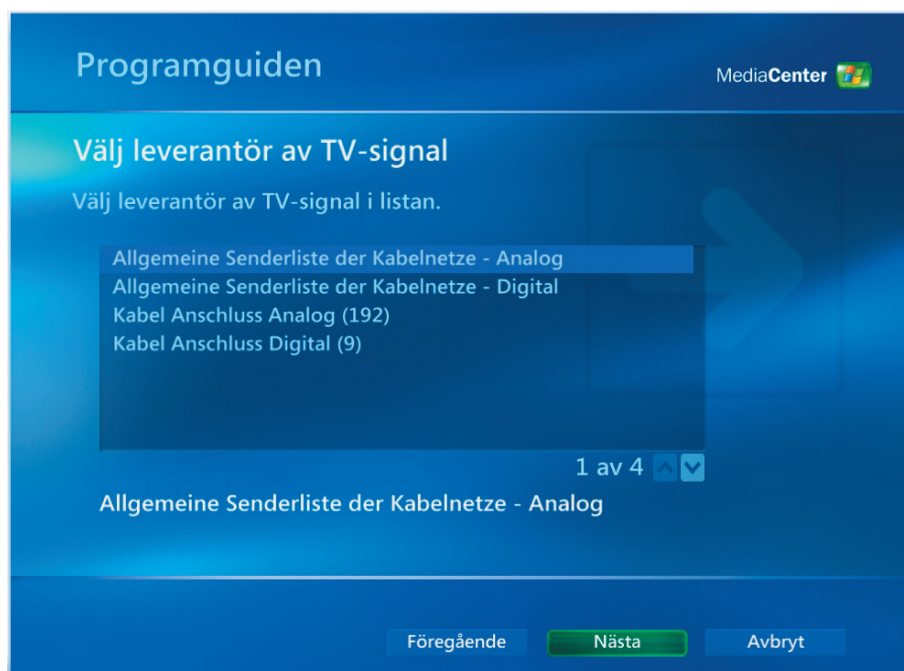 Programguiden
MediaCenter
Välj leverantör av TV-signal
Välj leverantör av TV-signal i listan.
Allgemeine Senderliste der Kabelnetze - Analog
Allgemeine Senderliste der Kabelnetze - Digital
Kabel Anschluss Analog (192)
Kabel Anschluss Digital (9)
1 av 4
Allgemeine Senderliste der Kabelnetze - Analog
Föregående Nästa Avbryt